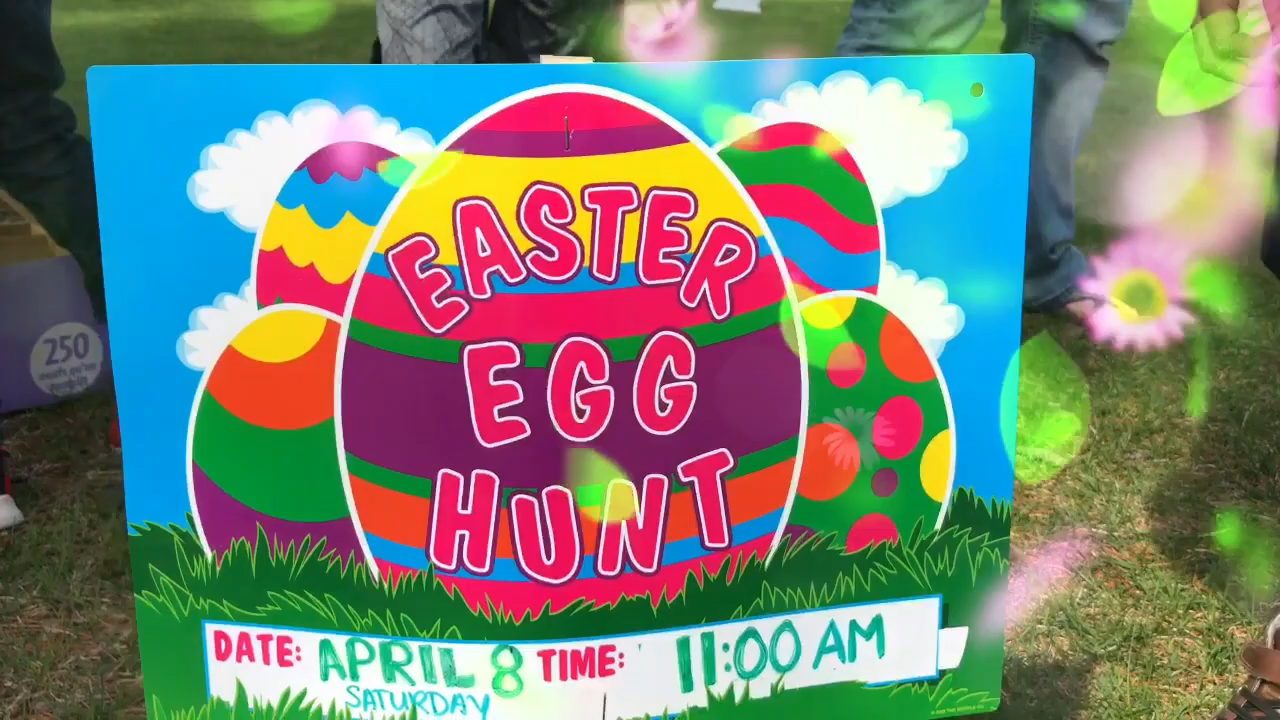 EASTER
EGG
HUNT
DATE: APRIL 8 TIME: 11:00 AM
SATURDAY
250